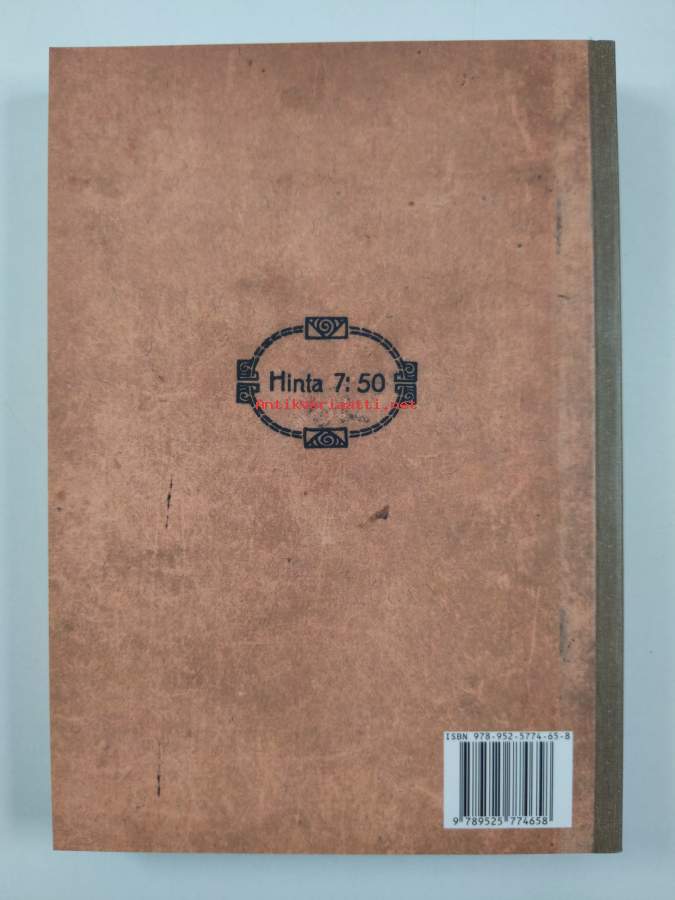 Hinta 7:50
Antikvariaatti.net
ISBN 978-952-5774-65-8
9 789525 774658